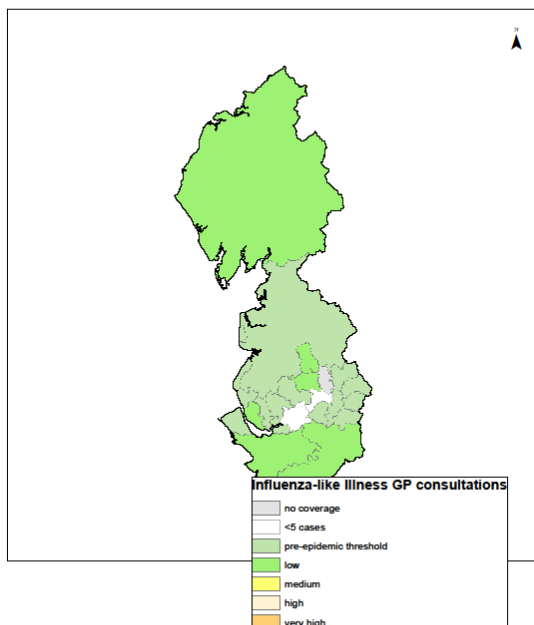 N
Influenza-like Illness GP consultations
no coverage
<5 cases
pre-epidemic threshold
low
medium
high
very high